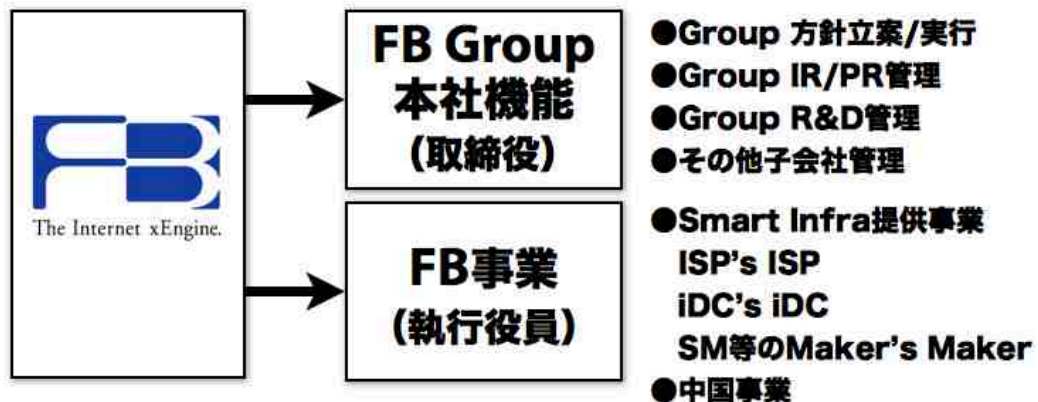 FB
The Internet xEngine.
FB Group
本社機能
(取締役)
●Group 方針立案/実行
●Group IR/PR管理
●Group R&D管理
●その他子会社管理
FB事業
(執行役員)
●Smart Infra提供事業
ISP's ISP
iDC's iDC
SM等のMaker's Maker
●中国事業